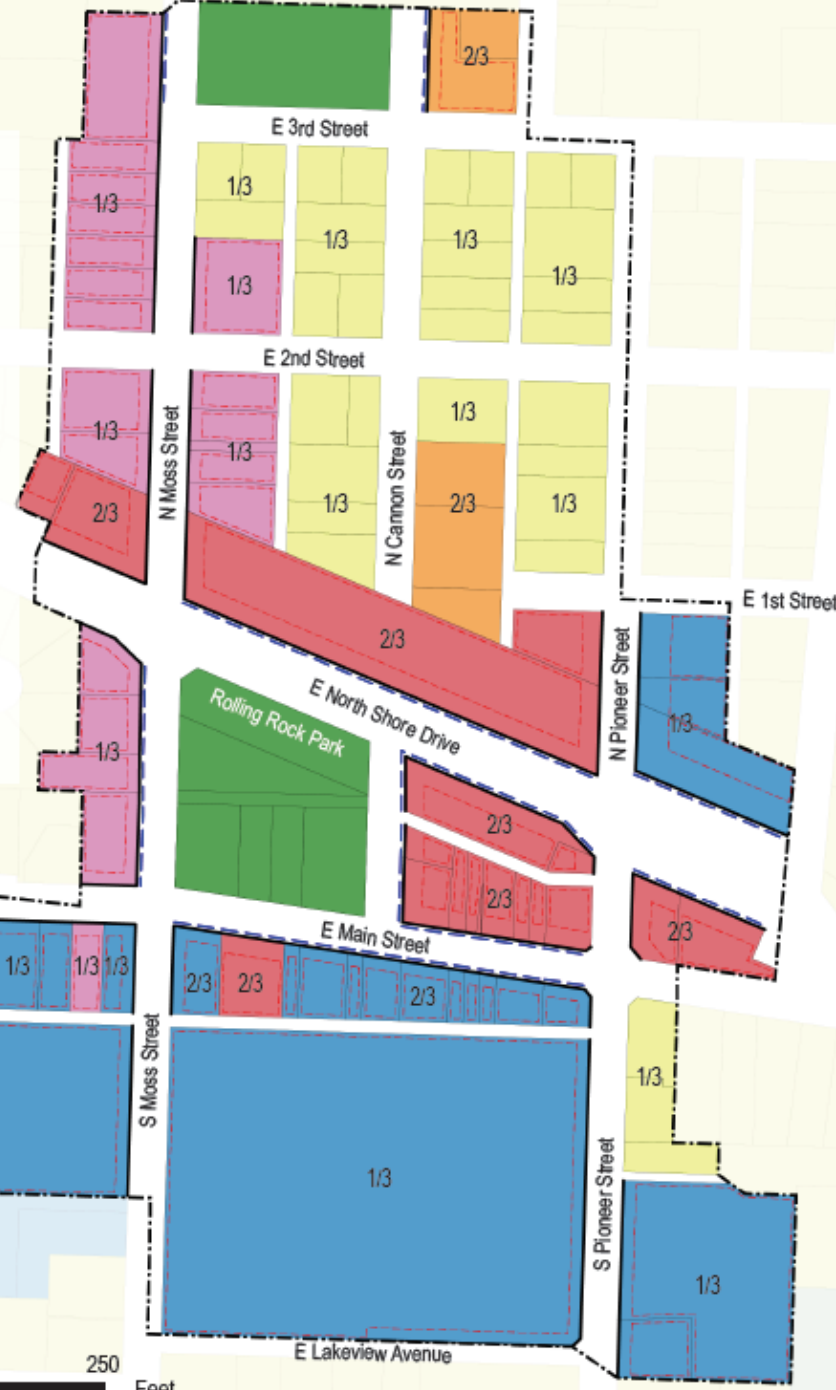 2/3
E 3rd Street
1/3
1/3
1/3
1/3
1/3
1/3
1/3
E 2nd Street
1/3
1/3
1/3
N Moss Street
N Cannon Street
2/3
1/3
2/3
1/3
E 1st Street
2/3
N Pioneer Street
E North Shore Drive
Rolling Rock Park
1/3
1/3
2/3
2/3
2/3
E Main Street
1/3
1/3
1/3
2/3
2/3
2/3
S Moss Street
1/3
1/3
S Pioneer Street
1/3
E Lakeview Avenue
250
Feet